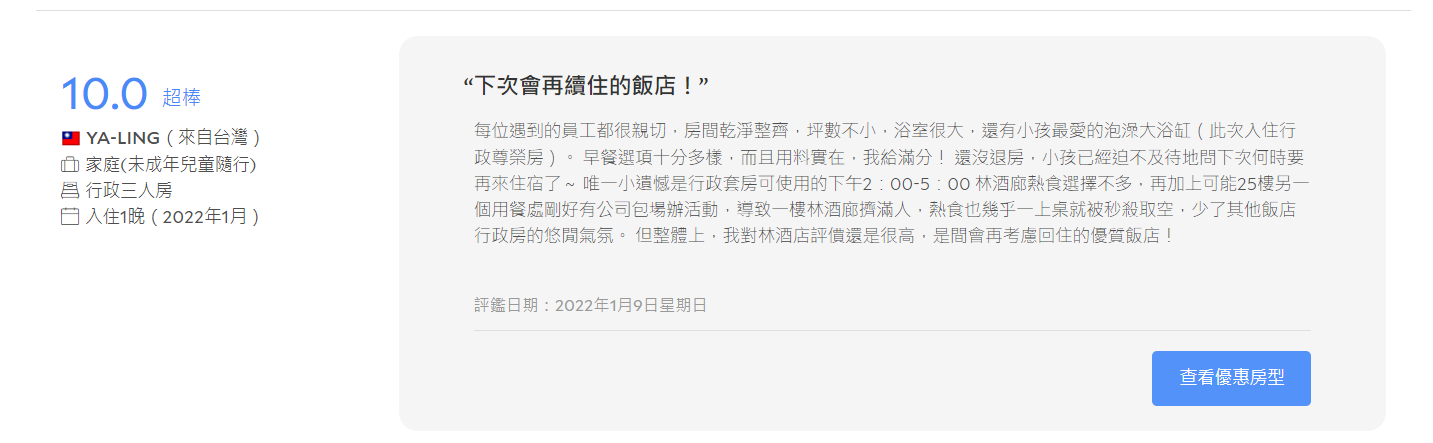 10.0 超棒
YA-LING ( 來自台灣 )
家庭(未成年兒童隨行)
行政三人房
入住1晚 ( 2022年1月 )
“下次會再續住的飯店！”
每位遇到的員工都很親切，房間乾淨整齊，坪數不小，浴室很大，還有小孩最愛的泡澡大浴缸（此次入住行
政尊榮房）。 早餐選項十分多樣，而且用料實在，我給滿分！ 還沒退房，小孩已經迫不及待地問下次何時要
再來住宿了~ 唯一小遺憾是行政套房可使用的下午2：00-5：00 林酒廊熱食選擇不多，再加上可能25樓另一
個用餐處剛好有公司包場辦活動，導致一樓林酒廊擠滿人，熱食也幾乎一上桌就被秒殺取空，少了其他飯店
行政房的悠閒氣氛。 但整體上，我對林酒店評價還是很高，是間會再考慮回住的優質飯店！
評鑑日期：2022年1月9日星期日
查看優惠房型